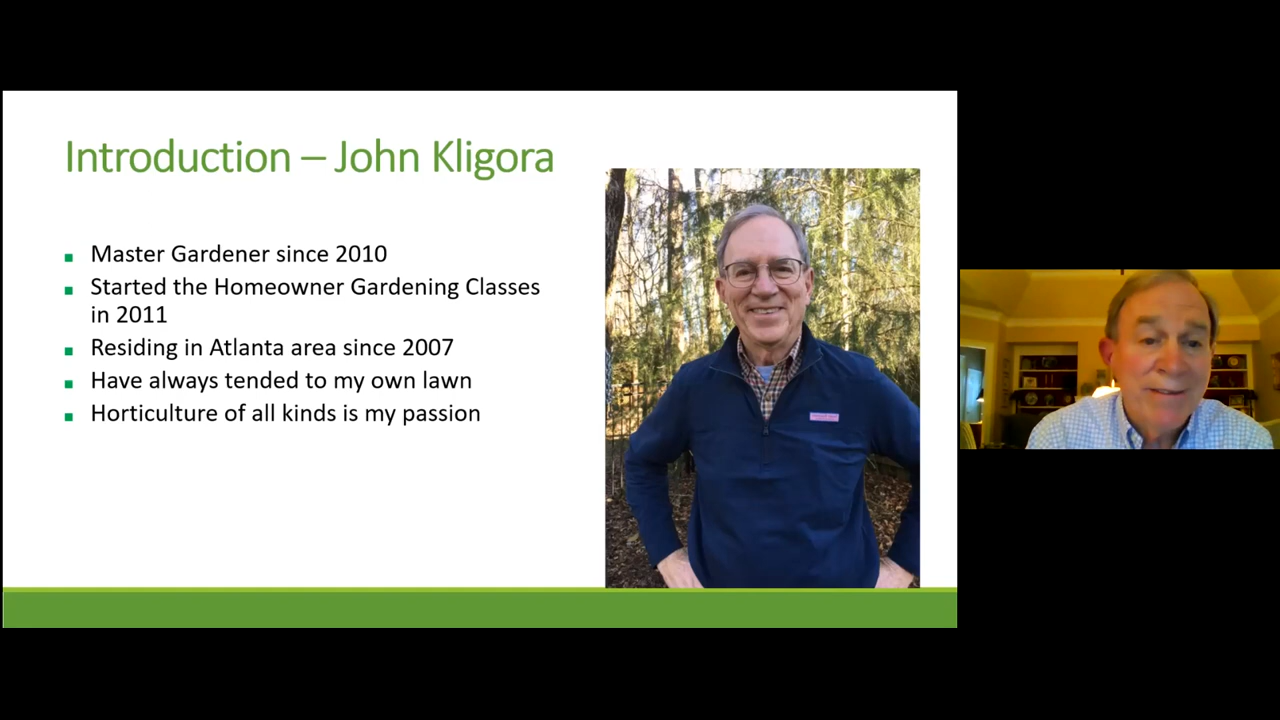 Introduction – John Kligora
Master Gardener since 2010
Started the Homeowner Gardening Classes
in 2011
Residing in Atlanta area since 2007
Have always tended to my own lawn
Horticulture of all kinds is my passion